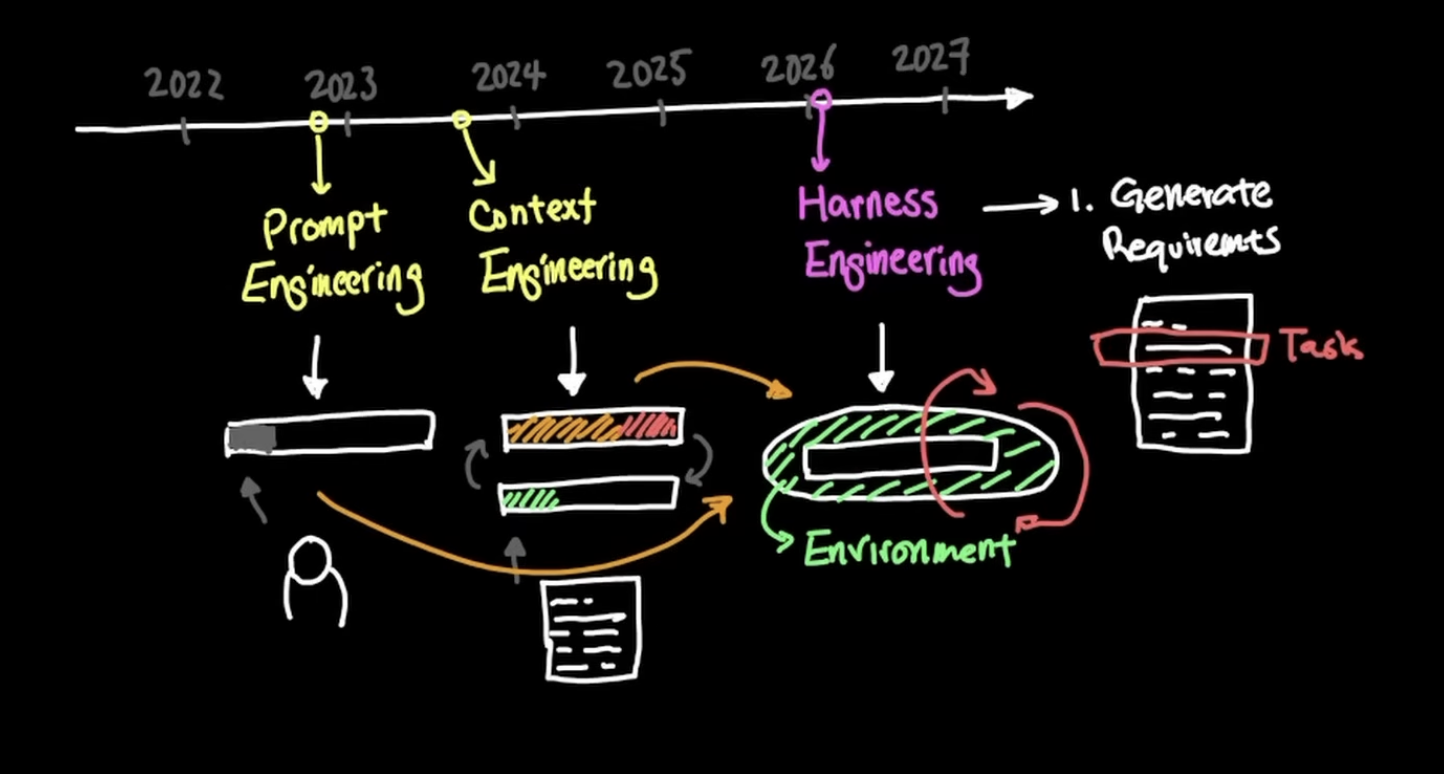 2022 2023 2024 2025 2026 2027
Prompt
Engineering
Context
Engineering
Harness
Engineering
1. Generate
Requirements
Task
Environment